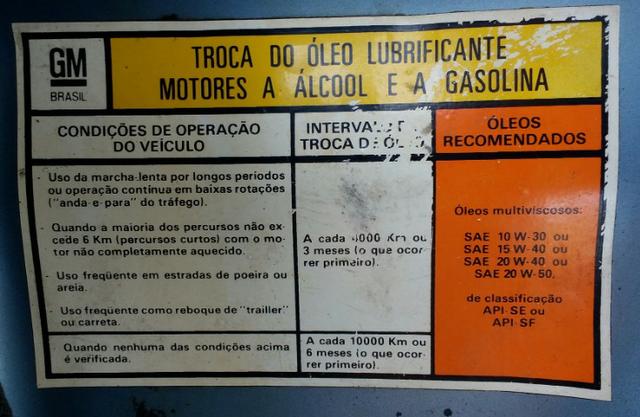 GM
BRASIL
TROCA DO ÓLEO LUBRIFICANTE
MOTORES A ÁLCOOL E A GASOLINA
CONDIÇÕES DE OPERAÇÃO
DO VEÍCULO
TROCA DE
ÓLEOS
RECOMENDADOS
- Uso da marcha-lenta por longos períodos
ou operação contínua em baixas rotações
("anda-e-para" do tráfego).
- Quando a maioria dos percursos não ex-
cede 6 Km (percursos curtos) com o mo-
tor não completamente aquecido.
- Uso freqüente em estradas de poeira ou
areia.
- Uso freqüente como reboque de "trailler"
ou carreta.
A cada Km ou
3 meses (o que ocor-
rer primeiro).
Óleos multiviscosos:
SAE 10 W-30 ou
SAE 15 W-40 ou
SAE 20 W-40 ou
SAE 20 W-50,
de classificação
API-SE ou
API-SF
Quando nenhuma das condições acima
é verificada.
A cada 10000 Km ou
6 meses (o que ocor-
rer primeiro).